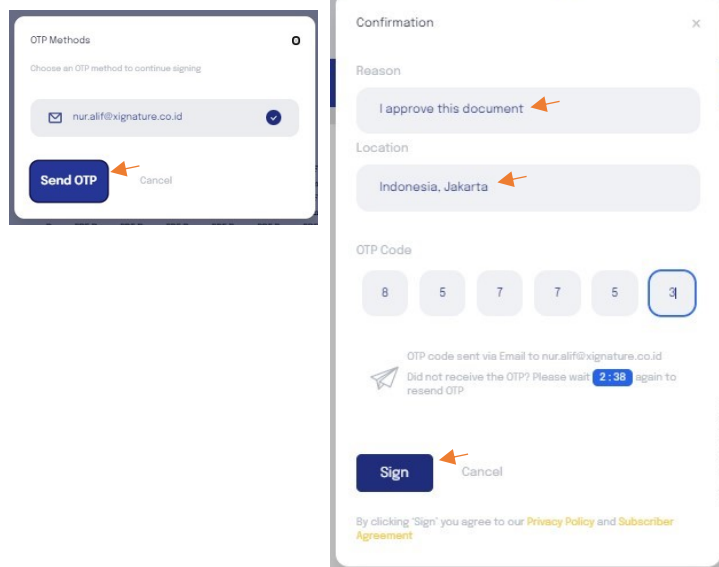 OTP Methods
Choose an OTP method to continue signing
nur.alif@xignature.co.id
Send OTP
Cancel
Confirmation
×
Reason
I approve this document
Location
Indonesia, Jakarta
OTP Code
8 5 7 7 5 3
OTP code sent via Email to nur.alif@xignature.co.id
Did not receive the OTP? Please wait 2:38 again to
resend OTP
Sign
Cancel
By clicking 'Sign' you agree to our Privacy Policy and Subscriber
Agreement